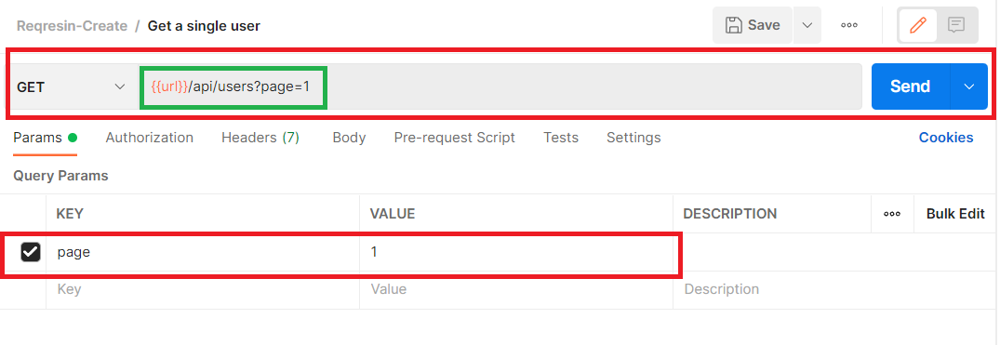 Reqresin-Create / Get a single user Save
GET {{url}}/api/users?page=1 Send
Params Authorization Headers (7) Body Pre-request Script Tests Settings Cookies
Query Params
KEY VALUE DESCRIPTION Bulk Edit
page 1
Key Value Description